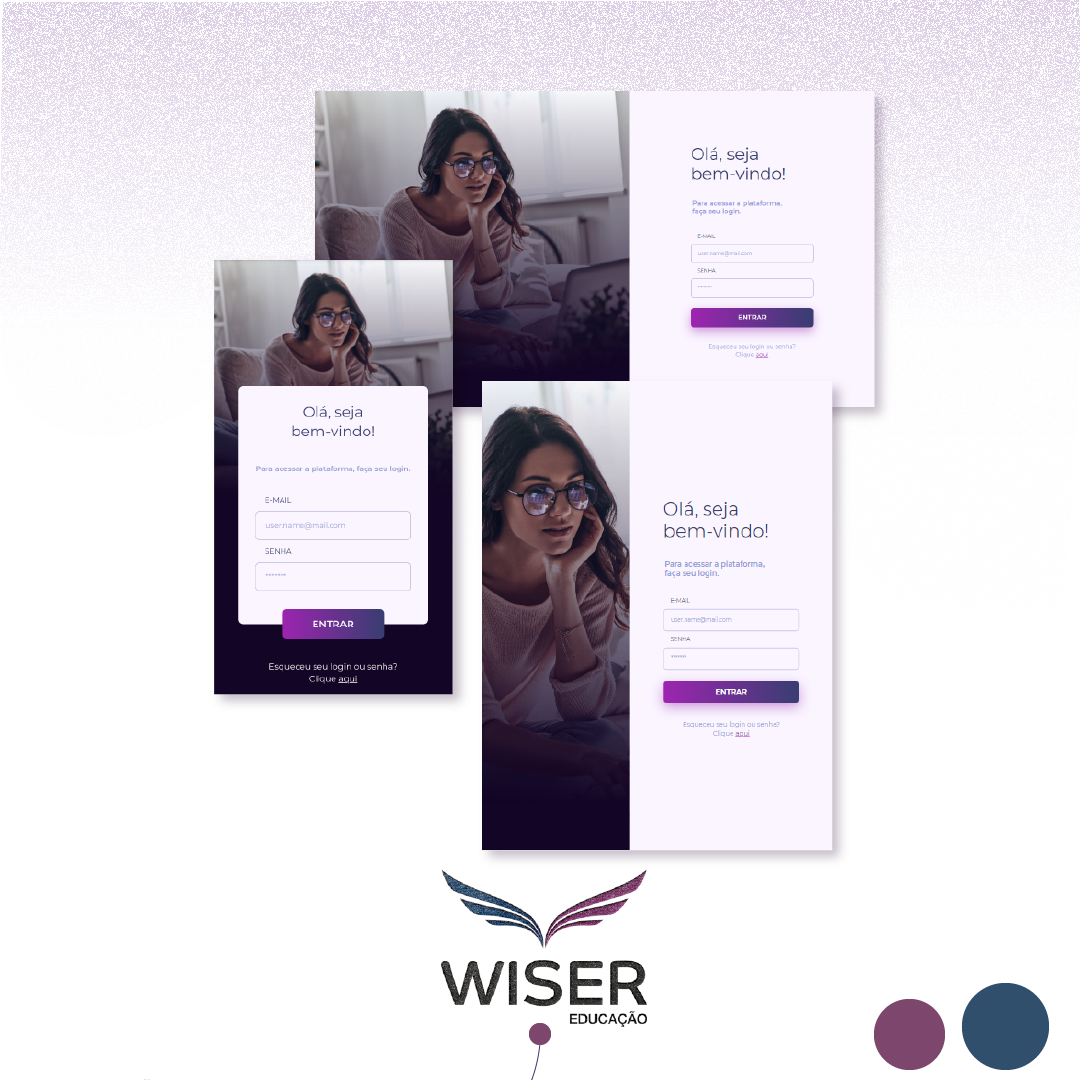 Olá, seja
bem-vindo!
Para acessar a plataforma,
faça seu login.
E-MAIL
user.name@mail.com
SENHA
*******
ENTRAR
Esqueceu seu login ou senha?
Clique aqui
Olá, seja
bem-vindo!
Para acessar a plataforma, faça seu login.
E-MAIL
user.name@mail.com
SENHA
*******
ENTRAR
Esqueceu seu login ou senha?
Clique aqui
Olá, seja
bem-vindo!
Para acessar a plataforma,
faça seu login.
E-MAIL
user.name@mail.com
SENHA
*******
ENTRAR
Esqueceu seu login ou senha?
Clique aqui
WISER
EDUCAÇÃO